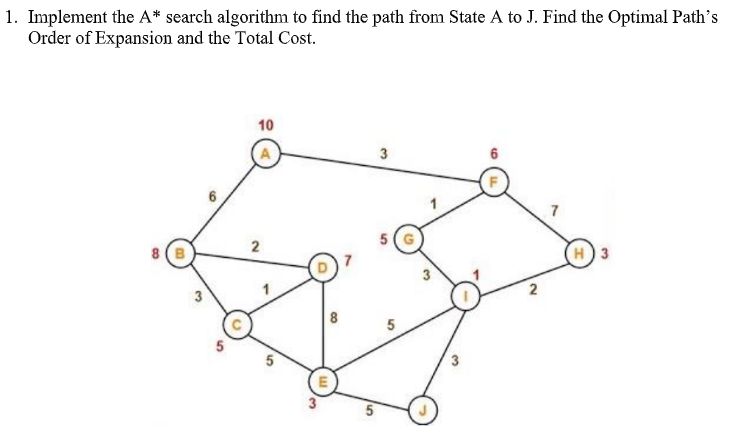 1. Implement the A* search algorithm to find the path from State A to J. Find the Optimal Path’s
Order of Expansion and the Total Cost.
10
A
3
6
F
6
1
7
5 G
8 B
2
D 7
H 3
3
1
3
1
I
2
C
8
5
5
5
3
E
3
5
J